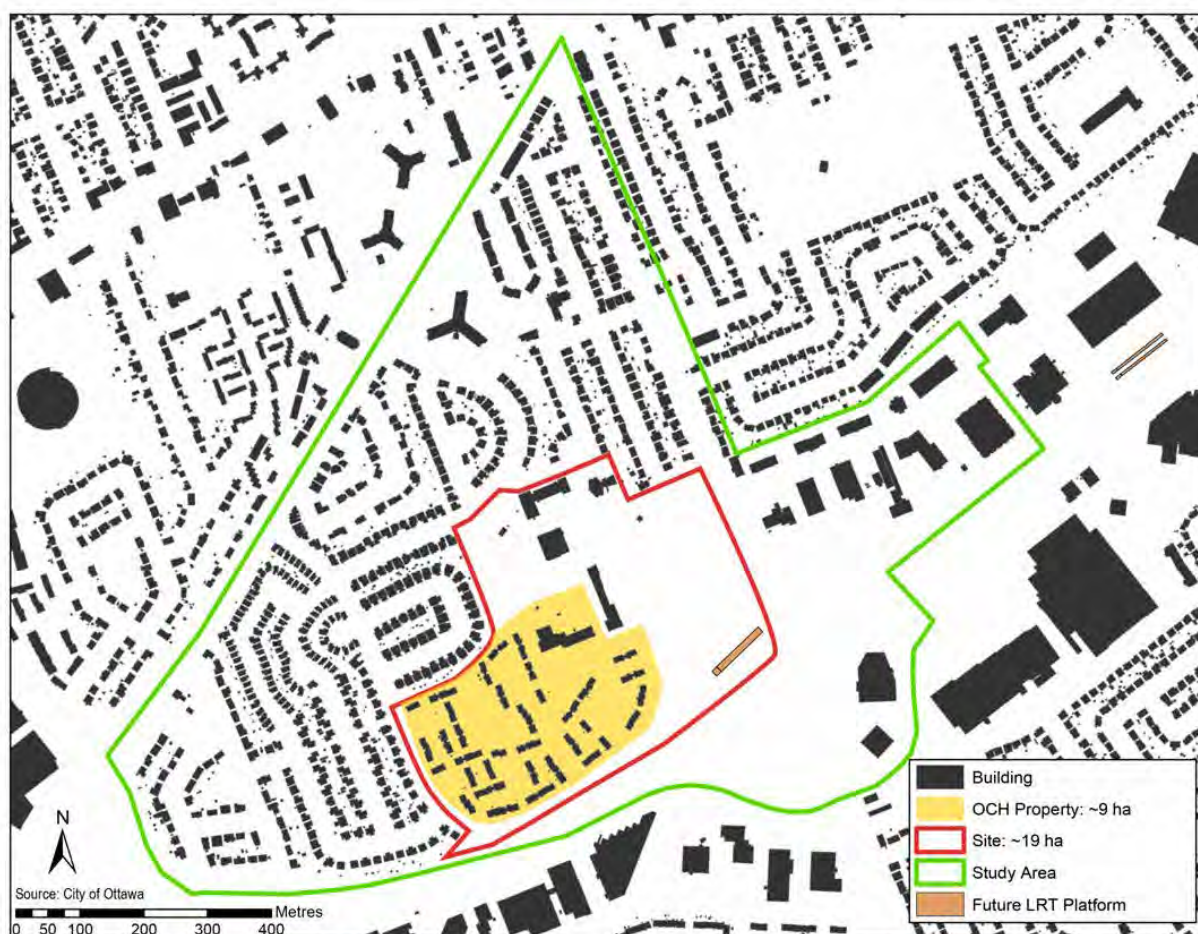 N
Source: City of Ottawa
Metres
0 50 100 200 300 400
Building
OCH Property: ~9 ha
Site: ~19 ha
Study Area
Future LRT Platform